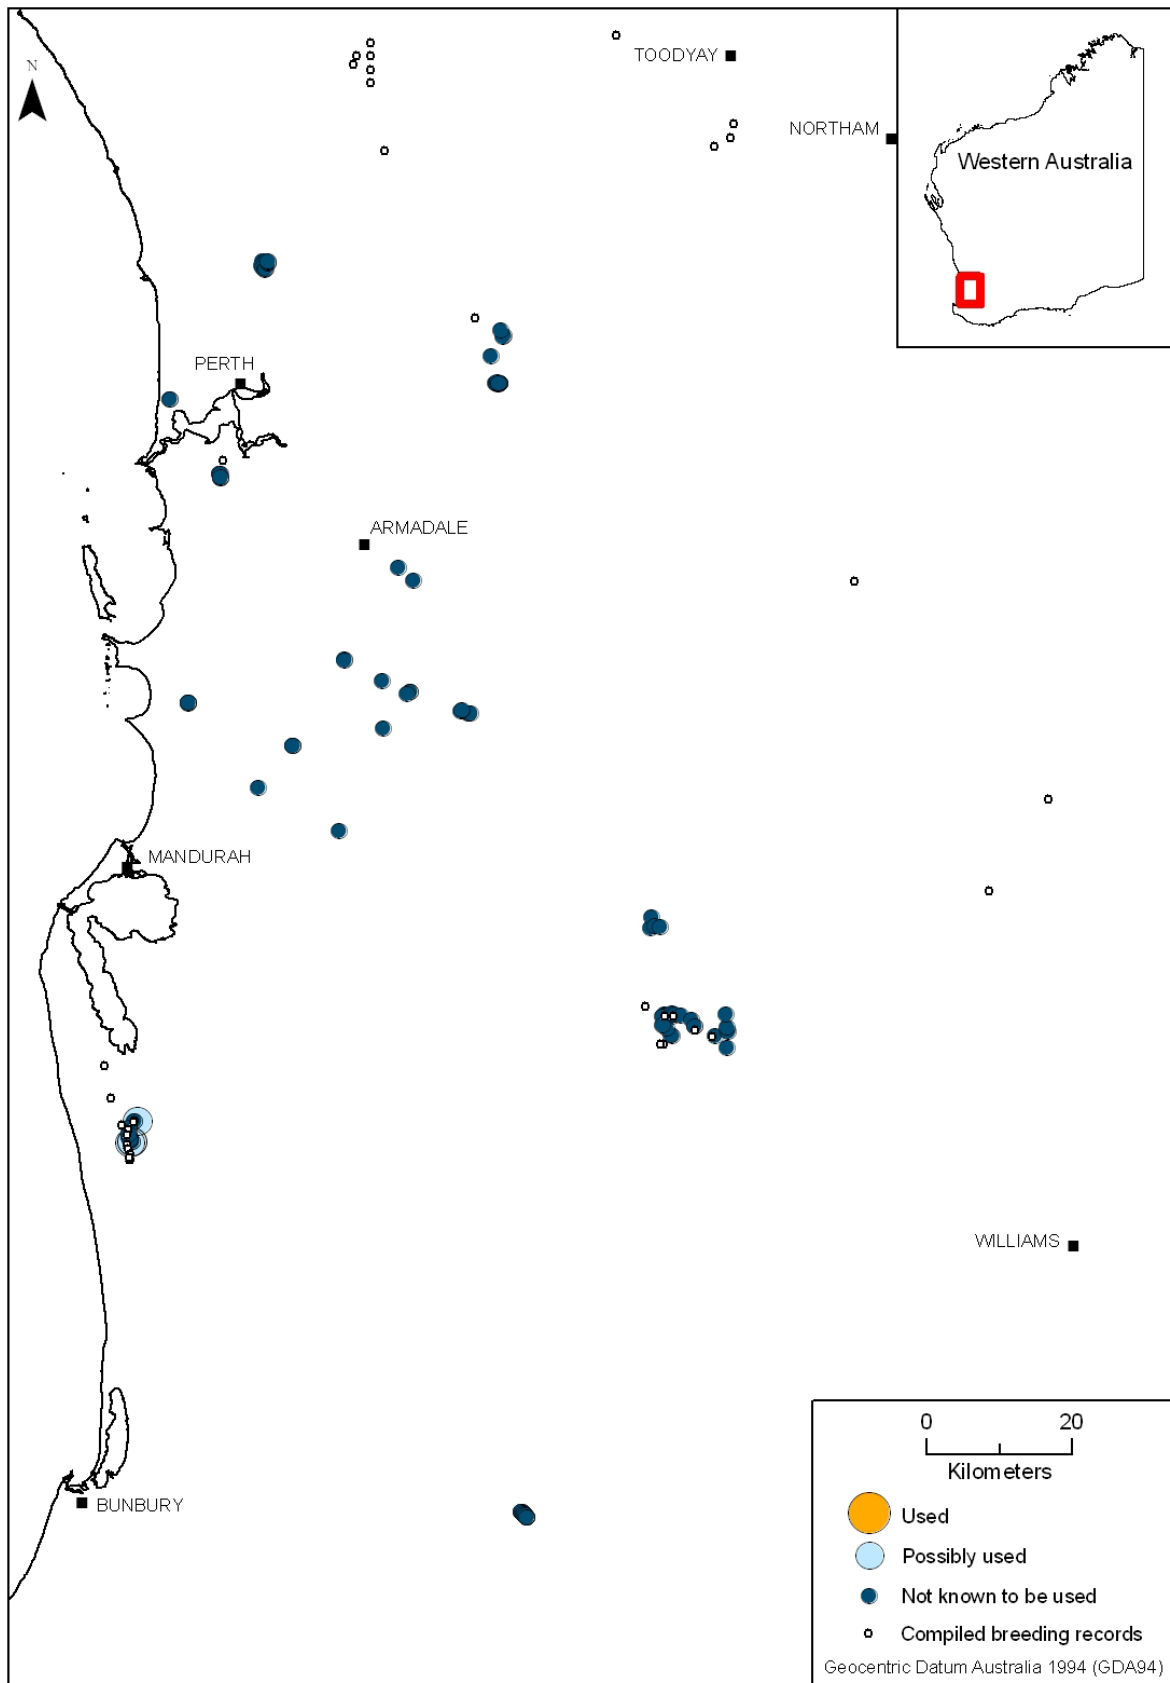 TOODYAY
N
NORTHAM
Western Australia
PERTH
ARMADALE
MANDURAH
WILLIAMS
BUNBURY
0 20
Kilometers
Used
Possibly used
Not known to be used
Compiled breeding records
Geocentric Datum Australia 1994 (GDA94)